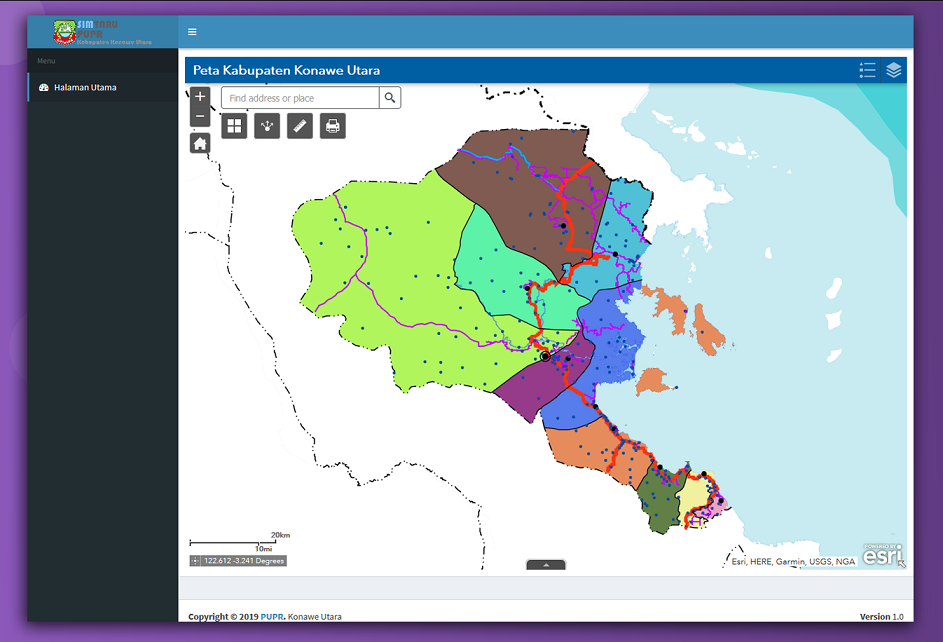 SIMTARU
PUPR
Kabupaten Konawe Utara
Menu
Halaman Utama
Peta Kabupaten Konawe Utara
+
Find address or place
−
20km
10mi
122.612 -3.241 Degrees
POWERED BY
esri
Esri, HERE, Garmin, USGS, NGA
Copyright © 2019 PUPR. Konawe Utara
Version 1.0